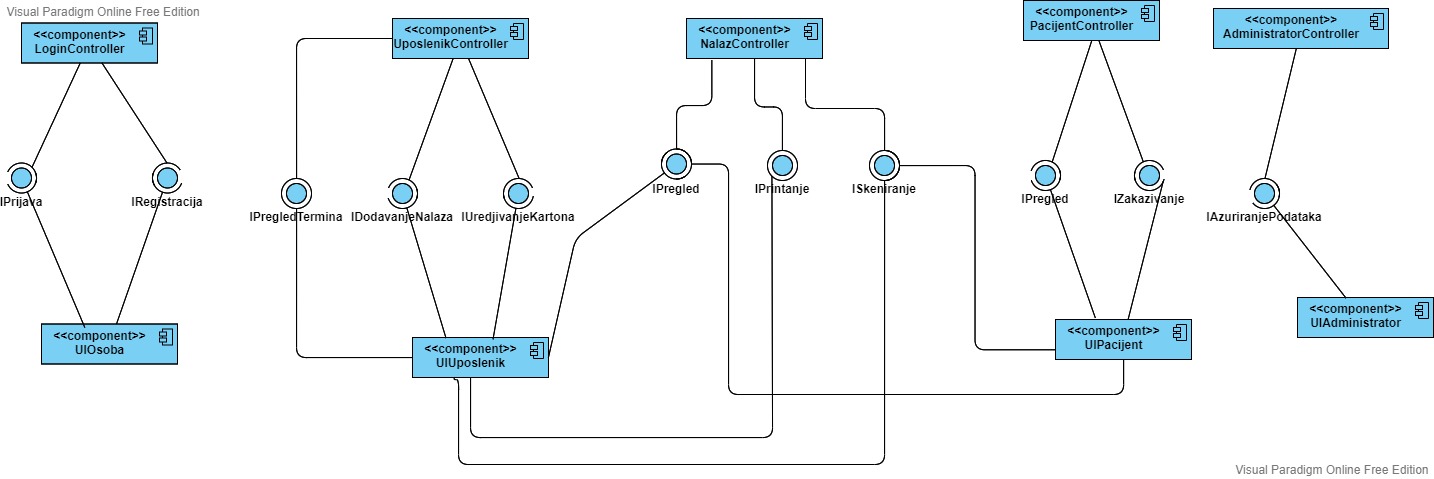 Visual Paradigm Online Free Edition
<<component>>
LoginController
<<component>>
UposlenikController
<<component>>
NalazController
<<component>>
PacijentController
<<component>>
AdministratorController
IPrijava
IRegistracija
IPregledTermina
IDodavanjeNalaza
IUredjivanjeKartona
IPregled
IPrintanje
ISkeniranje
IPregled
IZakazivanje
IAzuriranjePodataka
<<component>>
UIOsoba
<<component>>
UIUposlenik
<<component>>
UIPacijent
<<component>>
UIAdministrator
Visual Paradigm Online Free Edition